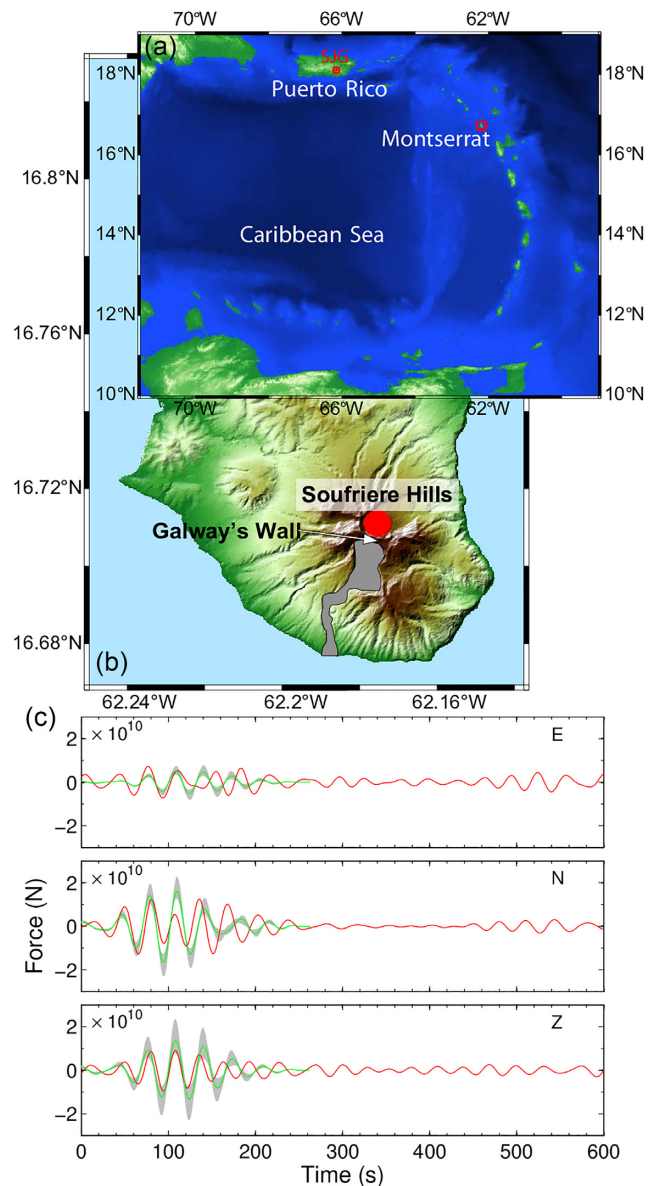 70°W 66°W 62°W
(a)
18°N SJG 18°N
Puerto Rico
Montserrat
16.8°N 16°N 16°N
Caribbean Sea
14°N 14°N
12°N 12°N
16.76°N
10°N 10°N
70°W 66°W 62°W
16.72°N
Soufriere Hills
Galway's Wall
16.68°N
(b)
62.24°W 62.2°W 62.16°W
(c)
2 × 10¹⁰ E
0
−2
2 × 10¹⁰ N
0
−2
Force (N)
2 × 10¹⁰ Z
0
−2
0 100 200 300 400 500 600
Time (s)